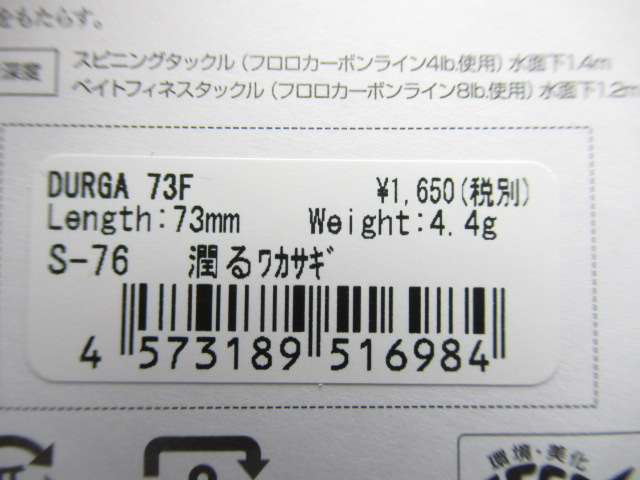 をもたらす。
深度 スピニングタックル(フロロカーボンライン4lb.使用)水面下1.4m
ベイトフィネスタックル(フロロカーボンライン8lb.使用)水面下1.2m
DURGA 73F ¥1,650(税別)
Length:73mm Weight:4.4g
S-76 潤るワカサギ
4 573189 516984
環境・美化